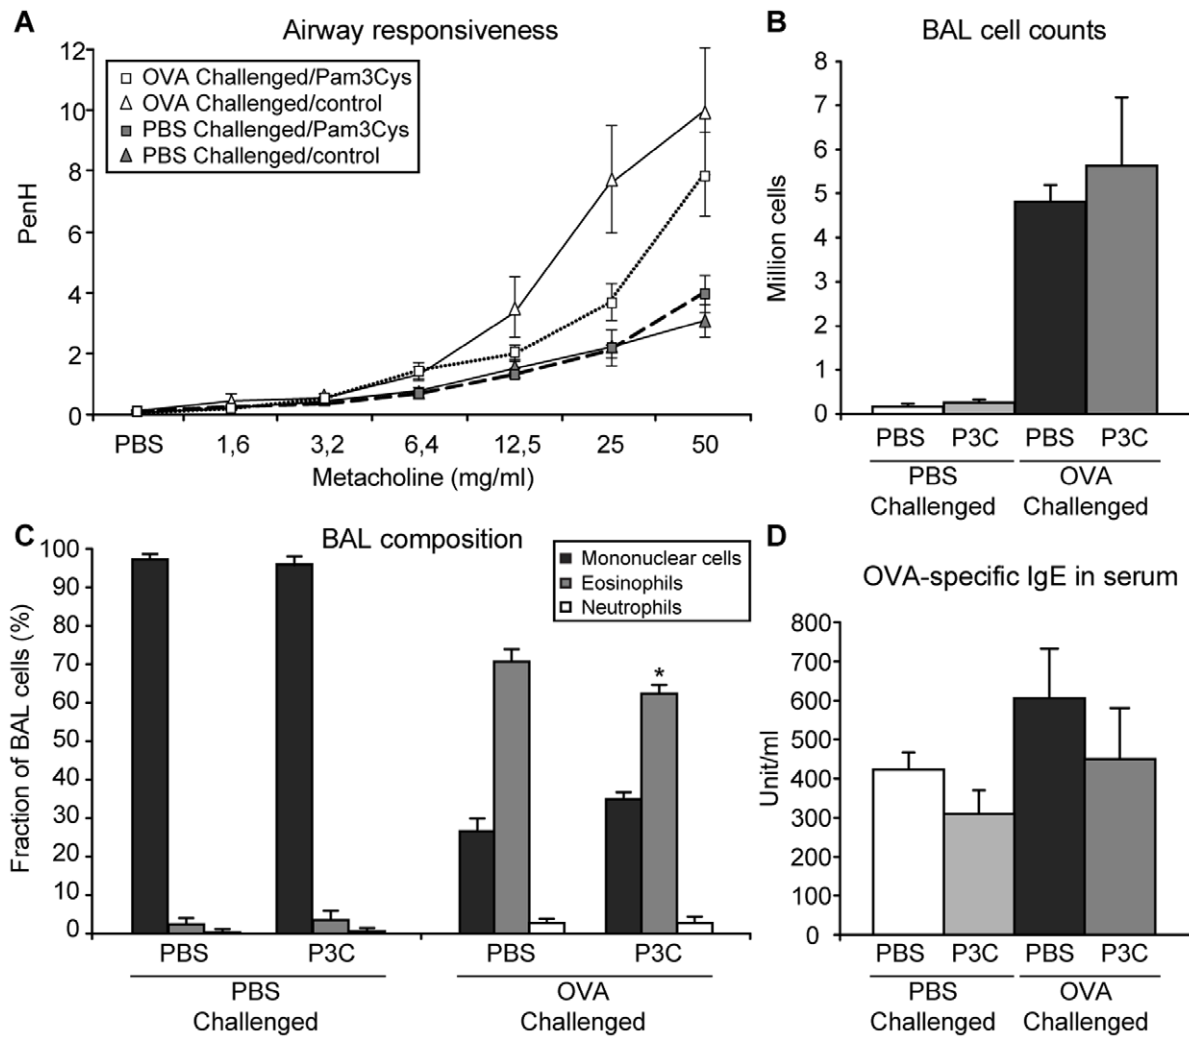 A
Airway responsiveness
12
10
8
6
4
2
0
PenH
OVA Challenged/Pam3Cys
OVA Challenged/control
PBS Challenged/Pam3Cys
PBS Challenged/control
PBS 1,6 3,2 6,4 12,5 25 50
Metacholine (mg/ml)
B
BAL cell counts
8
7
6
5
4
3
2
1
0
Million cells
PBS P3C PBS P3C
PBS OVA
Challenged Challenged
C
BAL composition
100
90
80
70
60
50
40
30
20
10
0
Fraction of BAL cells (%)
Mononuclear cells
Eosinophils
Neutrophils
*
PBS P3C PBS P3C
PBS OVA
Challenged Challenged
D
OVA-specific IgE in serum
800
700
600
500
400
300
200
100
0
Unit/ml
PBS P3C PBS P3C
PBS OVA
Challenged Challenged